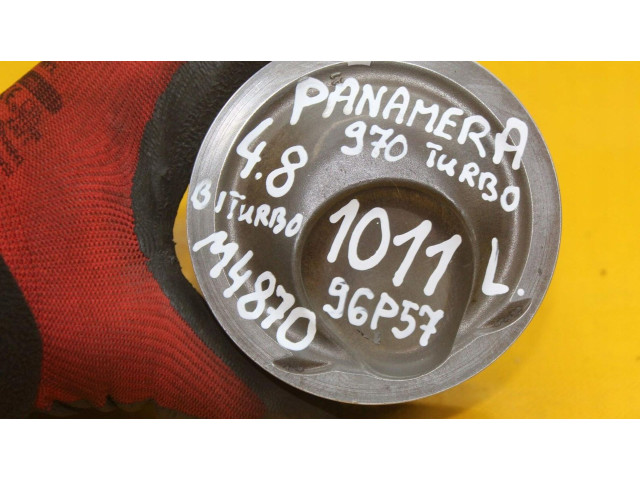 PANAMERA
970 TURBO
4.8
BITURBO
1011 L.
M4870
96P57